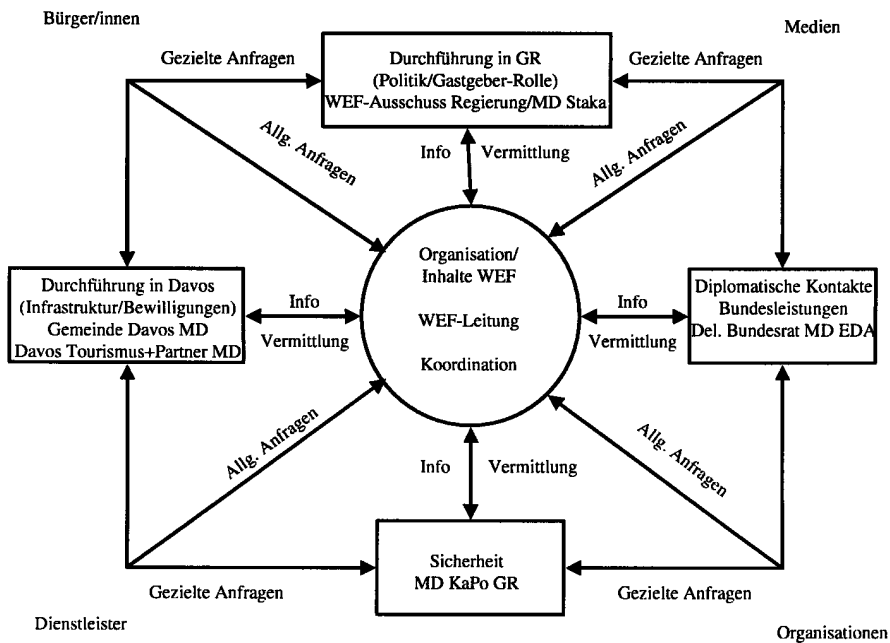 Bürger/innen
Medien
Gezielte Anfragen
Durchführung in GR
(Politik/Gastgeber-Rolle)
WEF-Ausschuss Regierung/MD Staka
Gezielte Anfragen
Allg. Anfragen
Info Vermittlung
Allg. Anfragen
Organisation/
Inhalte WEF
WEF-Leitung
Koordination
Durchführung in Davos
(Infrastruktur/Bewilligungen)
Gemeinde Davos MD
Davos Tourismus+Partner MD
Info
Vermittlung
Info
Vermittlung
Diplomatische Kontakte
Bundesleistungen
Del. Bundesrat MD EDA
Allg. Anfragen
Info Vermittlung
Allg. Anfragen
Sicherheit
MD KaPo GR
Gezielte Anfragen
Gezielte Anfragen
Dienstleister
Organisationen